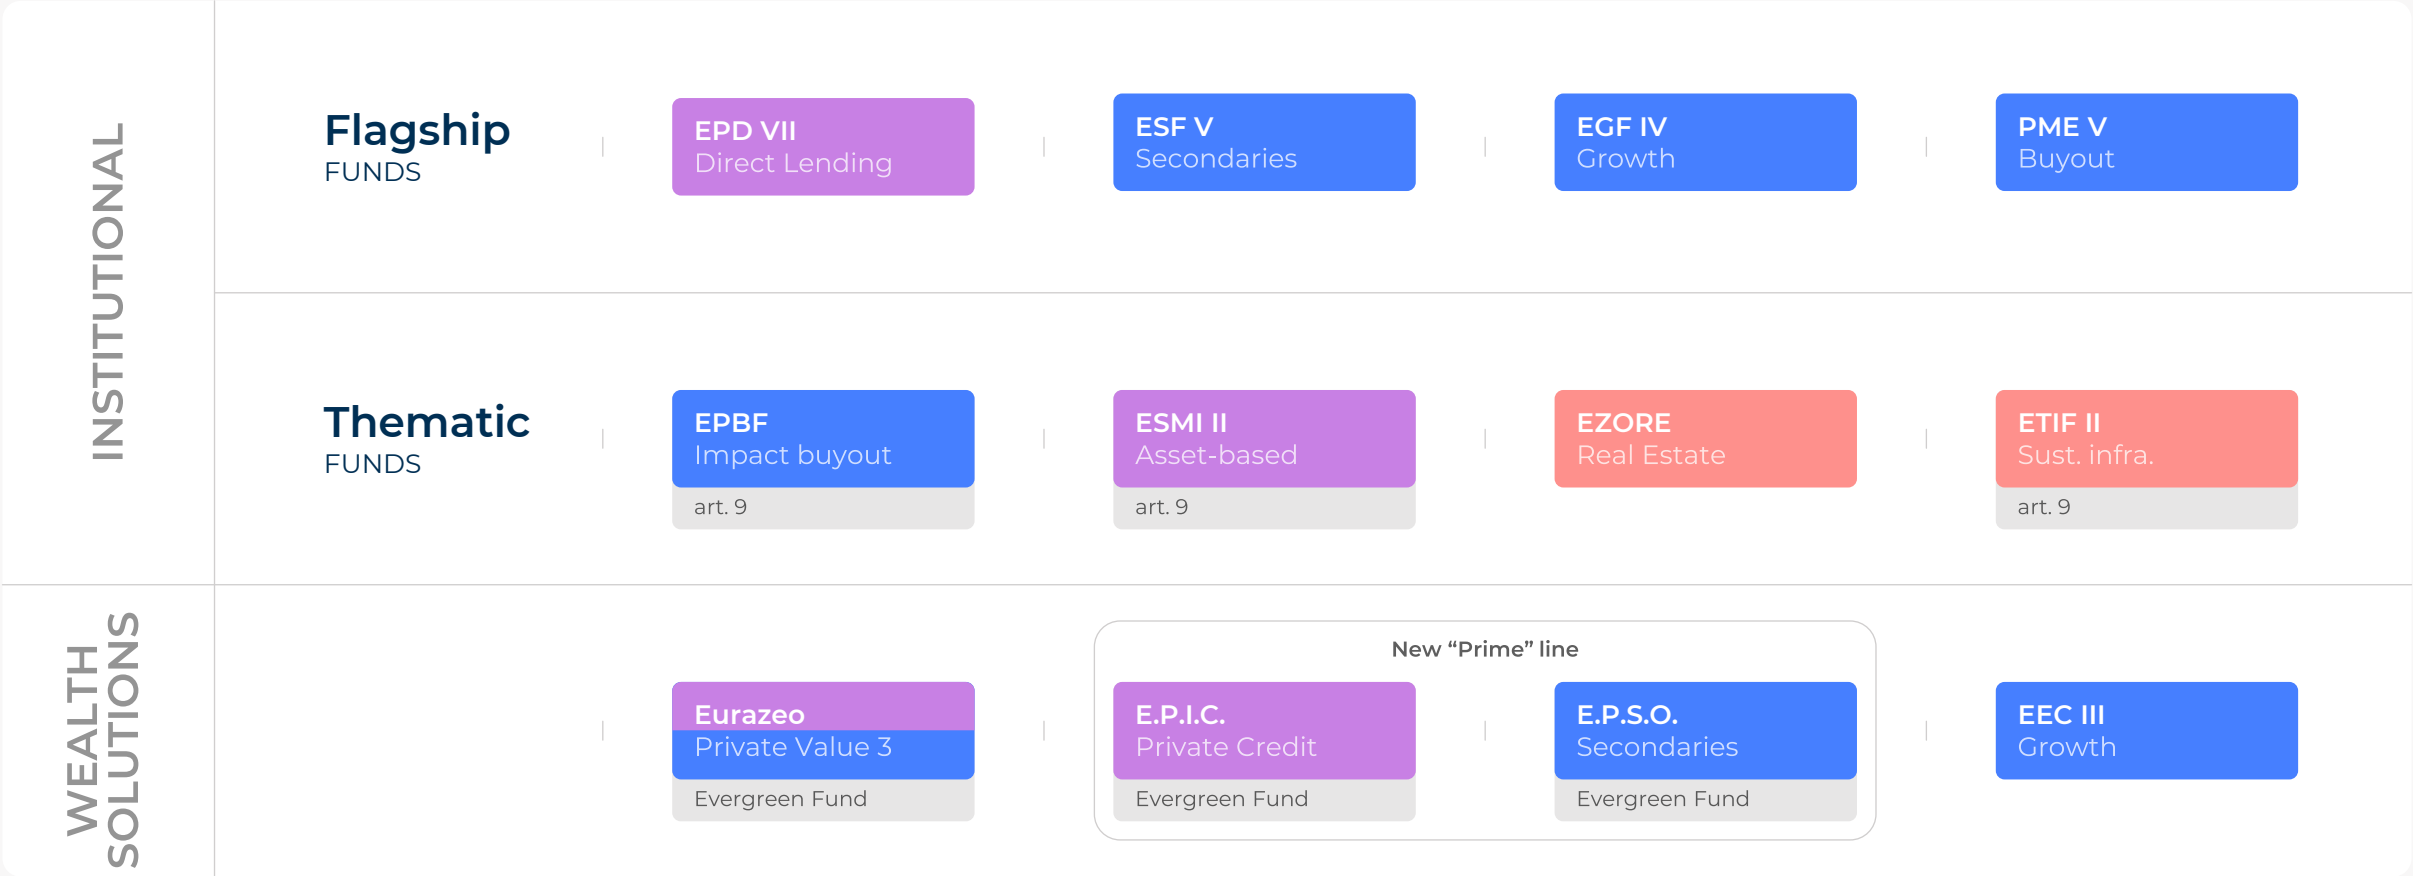 INSTITUTIONAL
Flagship
FUNDS
EPD VII
Direct Lending
ESF V
Secondaries
EGF IV
Growth
PME V
Buyout
Thematic
FUNDS
EPBF
Impact buyout
art. 9
ESMI II
Asset-based
art. 9
EZORE
Real Estate
ETIF II
Sust. infra.
art. 9
WEALTH
SOLUTIONS
Eurazeo
Private Value 3
Evergreen Fund
New “Prime” line
E.P.I.C.
Private Credit
Evergreen Fund
E.P.S.O.
Secondaries
Evergreen Fund
EEC III
Growth